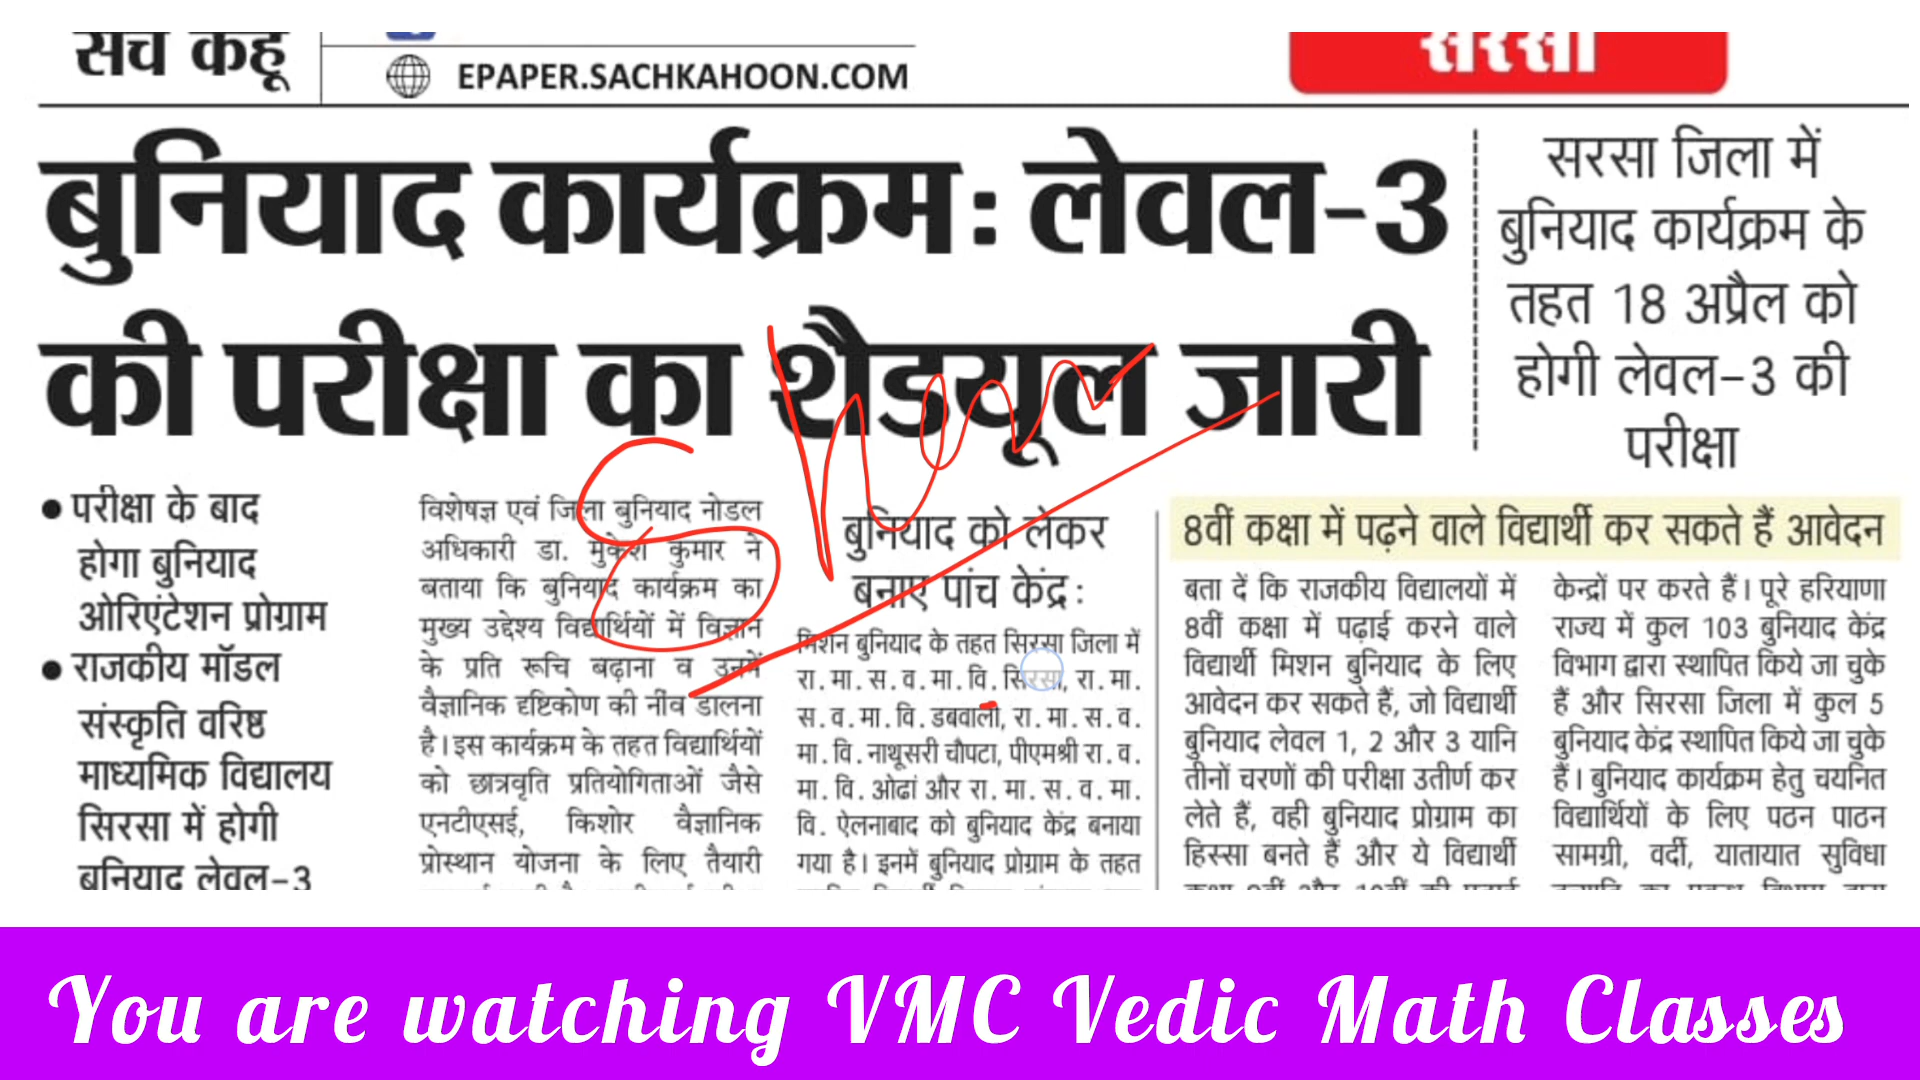 सच कहूँ
EPAPER.SACHKAHOON.COM
सरसा
बुनियाद कार्यक्रम: लेवल-3
की परीक्षा का शैडयूल जारी
सरसा जिला में
बुनियाद कार्यक्रम के
तहत 18 अप्रैल को
होगी लेवल-3 की
परीक्षा
● परीक्षा के बाद
होगा बुनियाद
ओरिएंटेशन प्रोग्राम
● राजकीय मॉडल
संस्कृति वरिष्ठ
माध्यमिक विद्यालय
सिरसा में होगी
बुनियाद लेवल-3
विशेषज्ञ एवं जिला बुनियाद नोडल
अधिकारी डा. मुकेश कुमार ने
बताया कि बुनियाद कार्यक्रम का
मुख्य उद्देश्य विद्यार्थियों में विज्ञान
के प्रति रूचि बढ़ाना व उनमें
वैज्ञानिक दृष्टिकोण की नींव डालना
है। इस कार्यक्रम के तहत विद्यार्थियों
को छात्रवृति प्रतियोगिताओं जैसे
एनटीएसई, किशोर वैज्ञानिक
प्रोस्थान योजना के लिए तैयारी
बुनियाद को लेकर
बनाए पांच केंद्र:
मिशन बुनियाद के तहत सिरसा जिला में
रा. मा. स. व. मा. वि. सिरसा, रा. मा.
स. व. मा. वि. डबवाली, रा. मा. स. व.
मा. वि. नाथूसरी चौपटा, पीएमश्री रा. व.
मा. वि. ओढां और रा. मा. स. व. मा.
वि. ऐलनाबाद को बुनियाद केंद्र बनाया
गया है। इनमें बुनियाद प्रोग्राम के तहत
8वीं कक्षा में पढ़ने वाले विद्यार्थी कर सकते हैं आवेदन
बता दें कि राजकीय विद्यालयों में
8वीं कक्षा में पढ़ाई करने वाले
विद्यार्थी मिशन बुनियाद के लिए
आवेदन कर सकते हैं, जो विद्यार्थी
बुनियाद लेवल 1, 2 और 3 यानि
तीनों चरणों की परीक्षा उतीर्ण कर
लेते हैं, वही बुनियाद प्रोग्राम का
हिस्सा बनते हैं और ये विद्यार्थी
केन्द्रों पर करते हैं। पूरे हरियाणा
राज्य में कुल 103 बुनियाद केंद्र
विभाग द्वारा स्थापित किये जा चुके
हैं और सिरसा जिला में कुल 5
बुनियाद केंद्र स्थापित किये जा चुके
हैं। बुनियाद कार्यक्रम हेतु चयनित
विद्यार्थियों के लिए पठन पाठन
सामग्री, वर्दी, यातायात सुविधा
You are watching VMC Vedic Math Classes